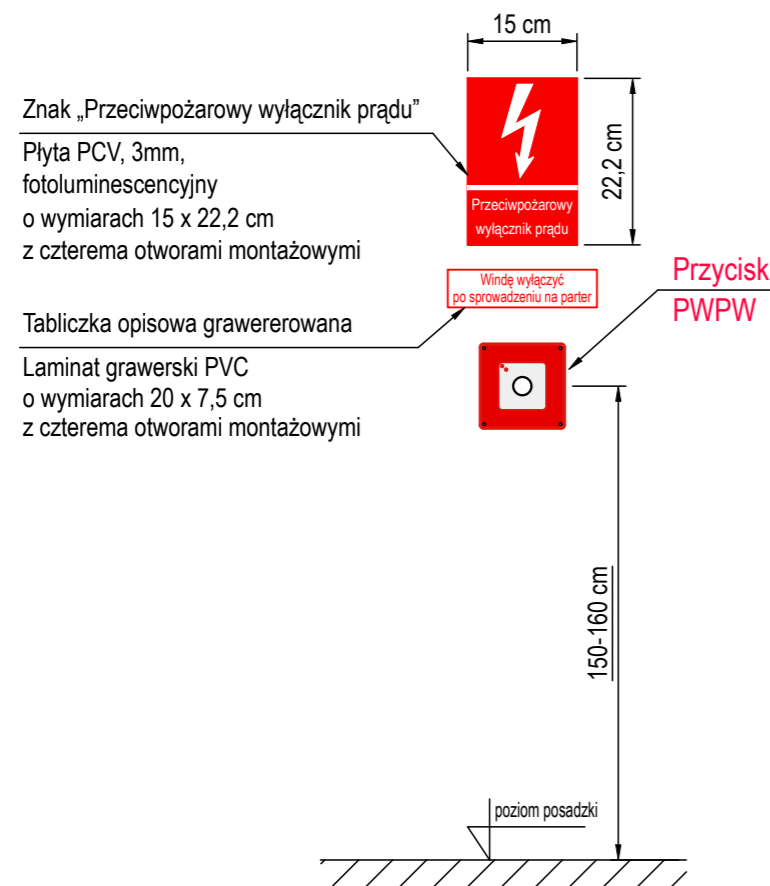 15 cm
Znak „Przeciwpożarowy wyłącznik prądu”
Płyta PCV, 3mm,
fotoluminescencyjny
o wymiarach 15 x 22,2 cm
z czterema otworami montażowymi
22,2 cm
Przeciwpożarowy
wyłącznik prądu
Windę wyłączyć
po sprowadzeniu na parter
Przycisk
PWPW
Tabliczka opisowa grawererowana
Laminat grawerski PVC
o wymiarach 20 x 7,5 cm
z czterema otworami montażowymi
150-160 cm
poziom posadzki